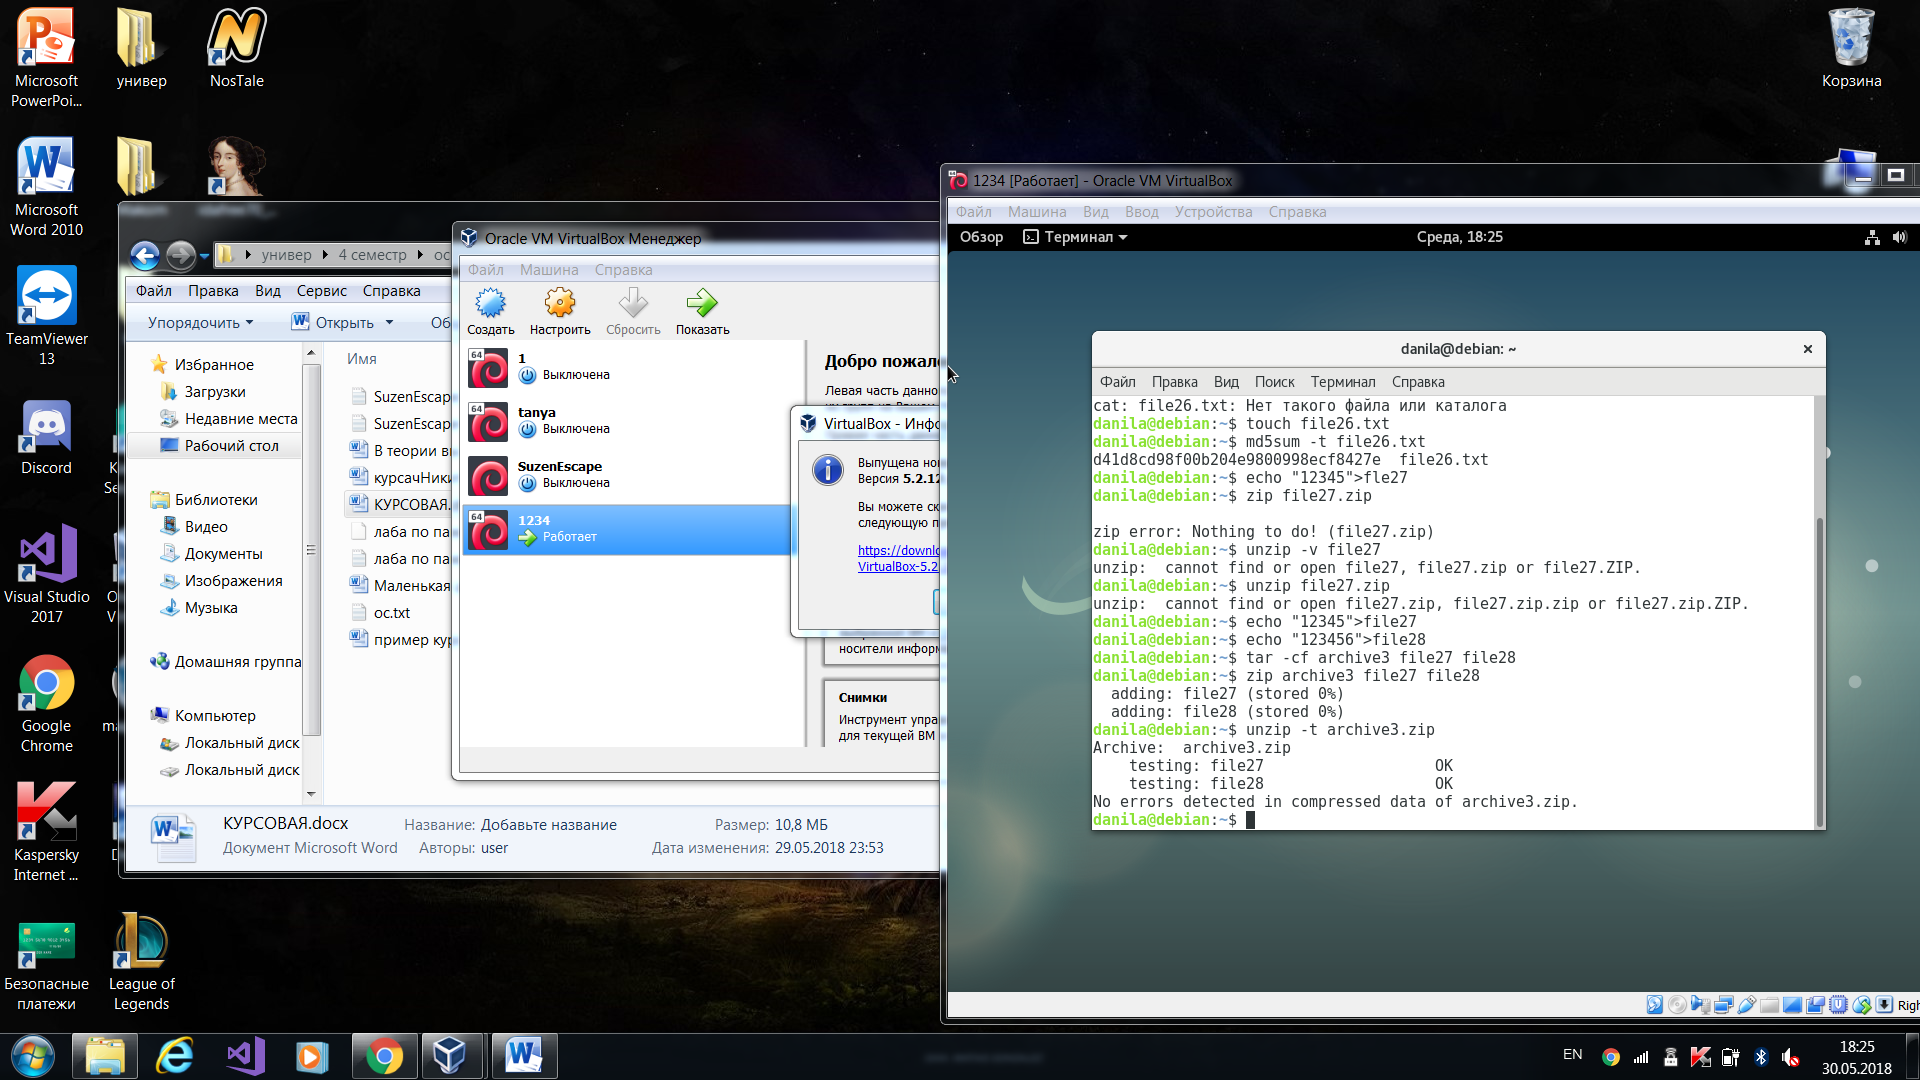 Microsoft PowerPoi...
универ
NosTale
Корзина
Microsoft Word 2010
TeamViewer 13
Discord
Visual Studio 2017
Google Chrome
Kaspersky Internet ...
Безопасные платежи
League of Legends
универ
4 семестр
ос
Файл Правка Вид Сервис Справка
Упорядочить
Открыть
Об
Избранное
Загрузки
Недавние места
Рабочий стол
Библиотеки
Видео
Документы
Изображения
Музыка
Домашняя группа
Компьютер
Локальный диск
Локальный диск
Имя
SuzenEscap
SuzenEscap
В теории в
курсачНики
КУРСОВАЯ.
лаба по па
лаба по па
Маленькая
ос.txt
пример кур
КУРСОВАЯ.docx
Документ Microsoft Word
Название: Добавьте название
Авторы: user
Размер: 10,8 МБ
Дата изменения: 29.05.2018 23:53
Oracle VM VirtualBox Менеджер
Файл Машина Справка
Создать Настроить Сбросить Показать
64
1
Выключена
64
tanya
Выключена
SuzenEscape
Выключена
64
1234
Работает
Добро пожал
Левая часть данно
носители информ
Снимки
Инструмент упра
для текущей ВМ
VirtualBox - Инфо
Выпущена нов
Версия 5.2.12
Вы можете ск
следующую п
https://downlo
VirtualBox-5.2
1234 [Работает] - Oracle VM VirtualBox
Файл Машина Вид Ввод Устройства Справка
Обзор Терминал Среда, 18:25
danila@debian: ~
Файл Правка Вид Поиск Терминал Справка
cat: file26.txt: Нет такого файла или каталога
danila@debian:~$ touch file26.txt
danila@debian:~$ md5sum -t file26.txt
d41d8cd98f00b204e9800998ecf8427e  file26.txt
danila@debian:~$ echo "12345">fle27
danila@debian:~$ zip file27.zip
zip error: Nothing to do! (file27.zip)
danila@debian:~$ unzip -v file27
unzip:  cannot find or open file27, file27.zip or file27.ZIP.
danila@debian:~$ unzip file27.zip
unzip:  cannot find or open file27.zip, file27.zip.zip or file27.zip.ZIP.
danila@debian:~$ echo "12345">file27
danila@debian:~$ echo "123456">file28
danila@debian:~$ tar -cf archive3 file27 file28
danila@debian:~$ zip archive3 file27 file28
  adding: file27 (stored 0%)
  adding: file28 (stored 0%)
danila@debian:~$ unzip -t archive3.zip
Archive:  archive3.zip
    testing: file27                   OK
    testing: file28                   OK
No errors detected in compressed data of archive3.zip.
danila@debian:~$
Righ
EN
18:25
30.05.2018